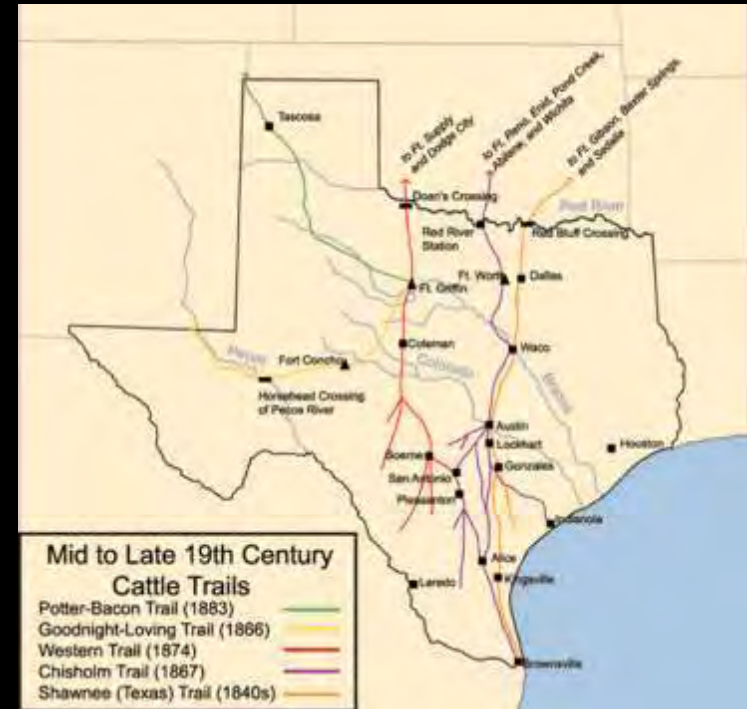 to Ft. Supply
and Dodge City
to Ft. Reno, Enid, Pond Creek,
Abilene, and Wichita
to Ft. Gibson, Baxter Springs,
and Sedalia
Tascosa
Doan's Crossing
Red River
Red River
Station
Red Bluff Crossing
Ft. Griffin
Ft. Worth
Dallas
Coleman
Waco
Pecos
Fort Concho
Colorado
Brazos
Horsehead Crossing
of Pecos River
Austin
Lockhart
Houston
Boerne
Gonzales
San Antonio
Pleasanton
Indianola
Alice
Laredo
Kingsville
Brownsville
Mid to Late 19th Century
Cattle Trails
Potter-Bacon Trail (1883)
Goodnight-Loving Trail (1866)
Western Trail (1874)
Chisholm Trail (1867)
Shawnee (Texas) Trail (1840s)